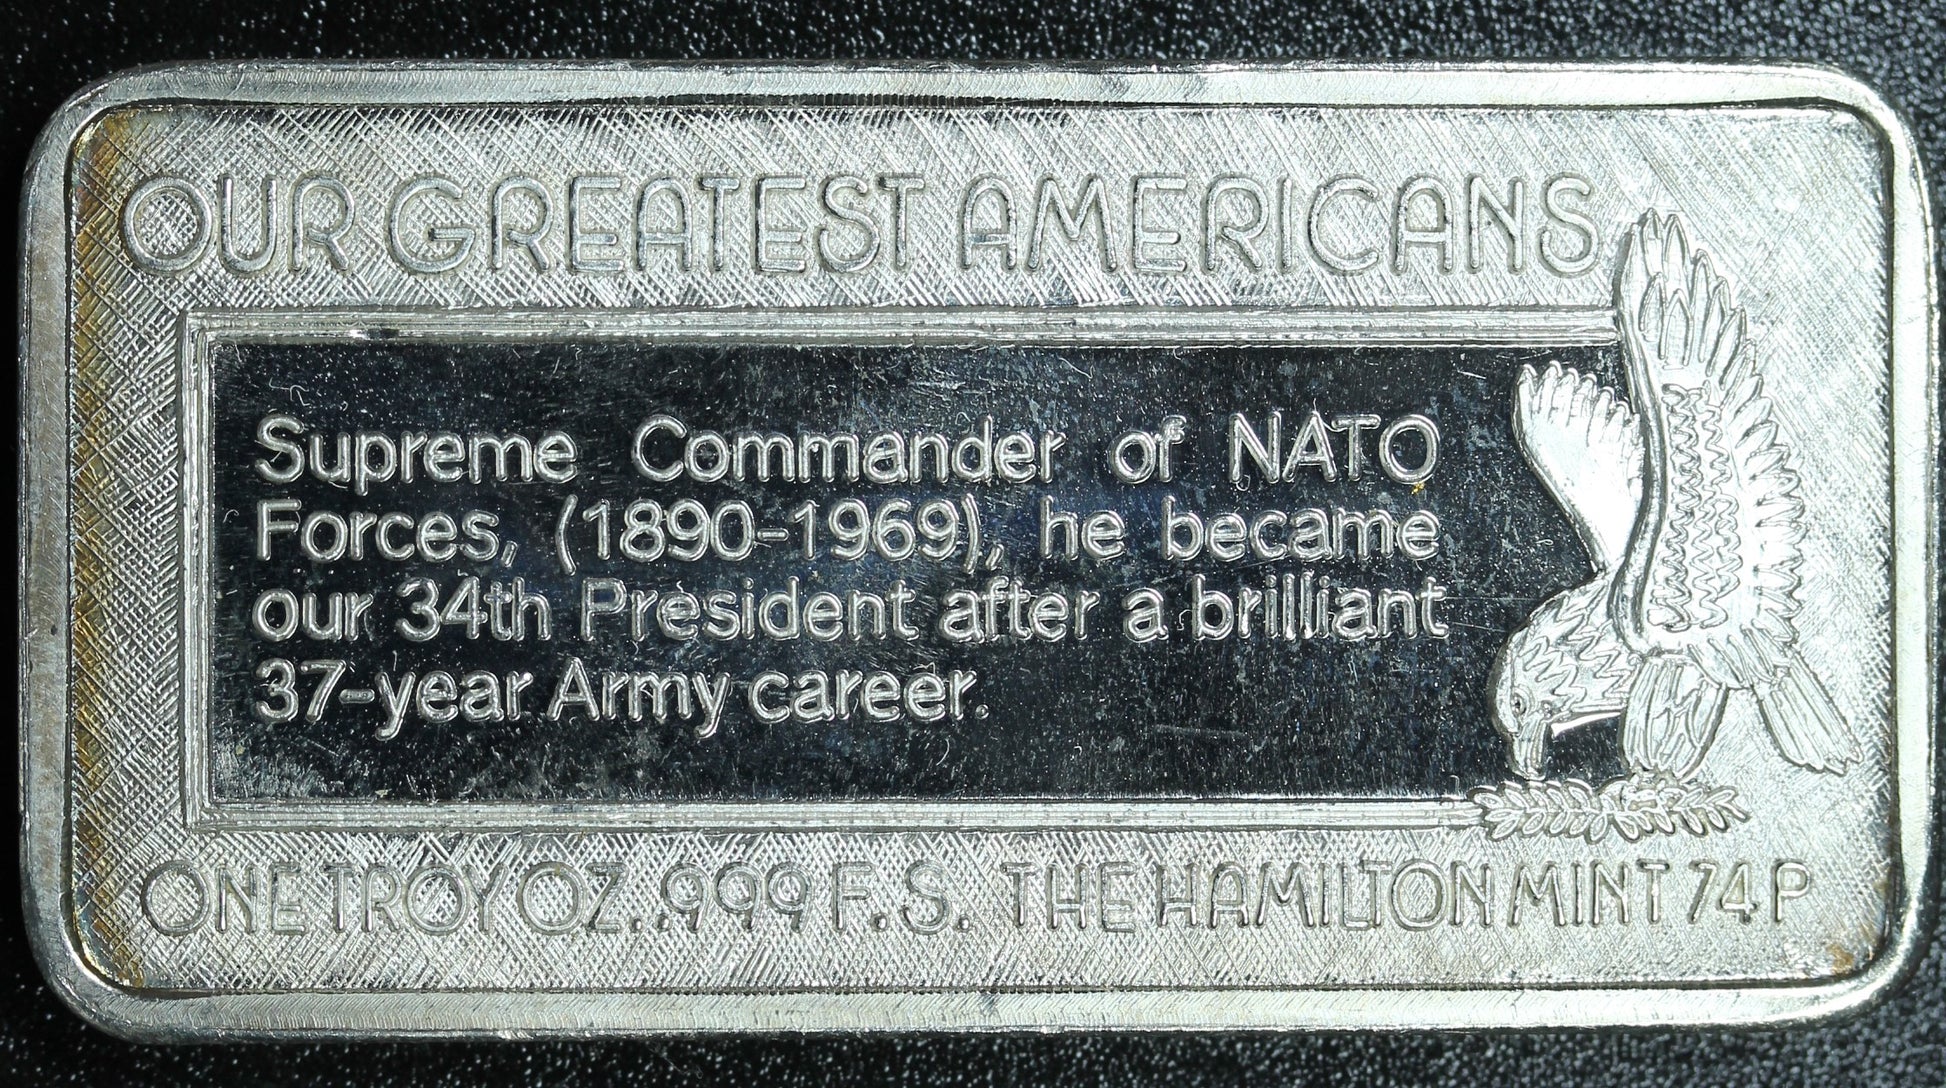 OUR GREATEST AMERICANS
Supreme Commander of NATO
Forces, (1890-1969), he became
our 34th President after a brilliant
37-year Army career.
ONE TROY OZ. .999 F.S. THE HAMILTON MINT 74P